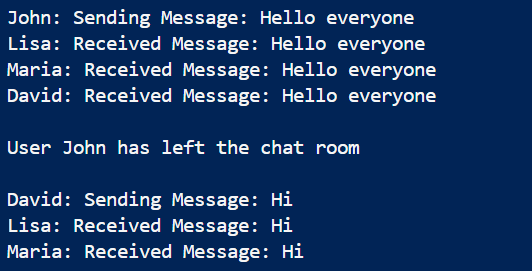 John: Sending Message: Hello everyone
Lisa: Received Message: Hello everyone
Maria: Received Message: Hello everyone
David: Received Message: Hello everyone
User John has left the chat room
David: Sending Message: Hi
Lisa: Received Message: Hi
Maria: Received Message: Hi